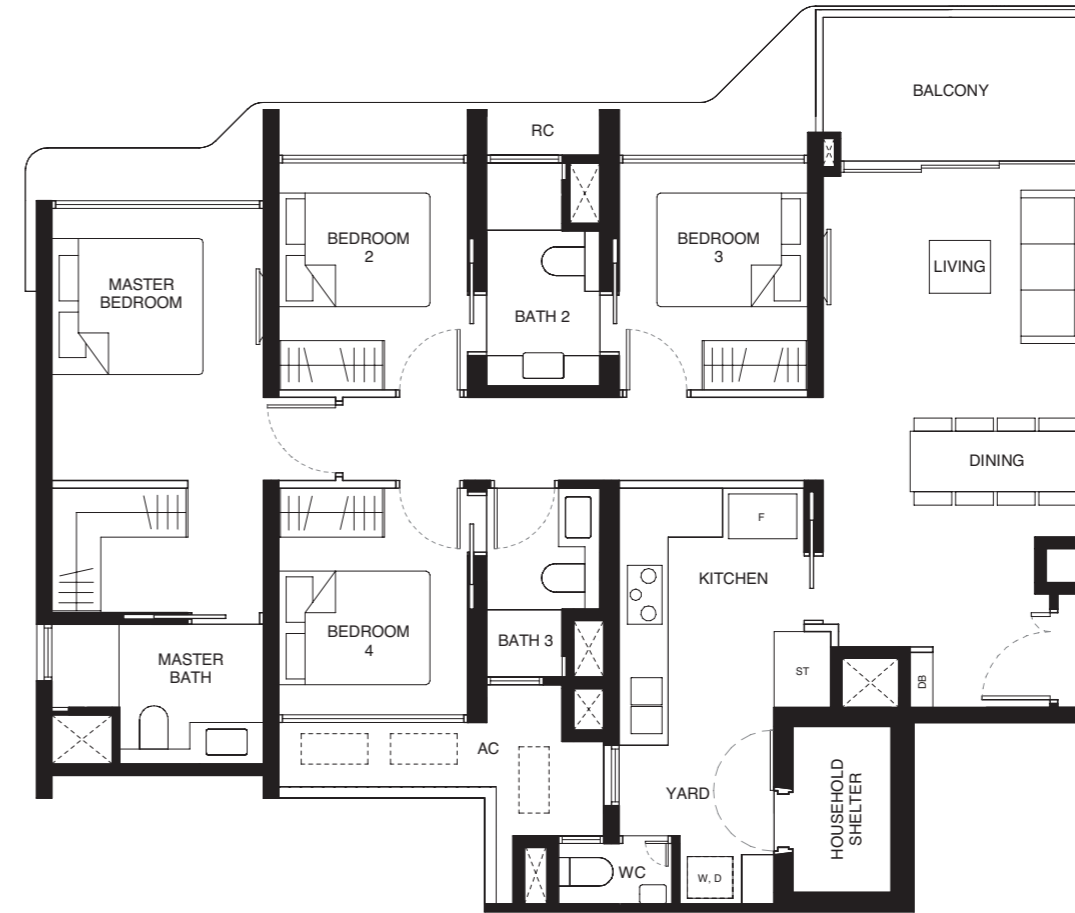 BALCONY
RC
BEDROOM
2
BEDROOM
3
MASTER
BEDROOM
LIVING
BATH 2
DINING
F
KITCHEN
BEDROOM
4
BATH 3
MASTER
BATH
ST
DB
AC
YARD
HOUSEHOLD
SHELTER
WC
W, D